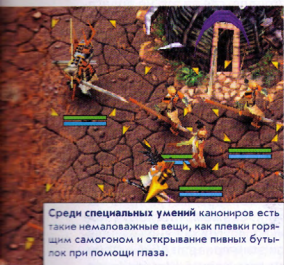 Среди специальных умений канониров есть
такие немаловажные вещи, как плевки горя-
щим самогоном и открывание пивных буты-
лок при помощи глаза.